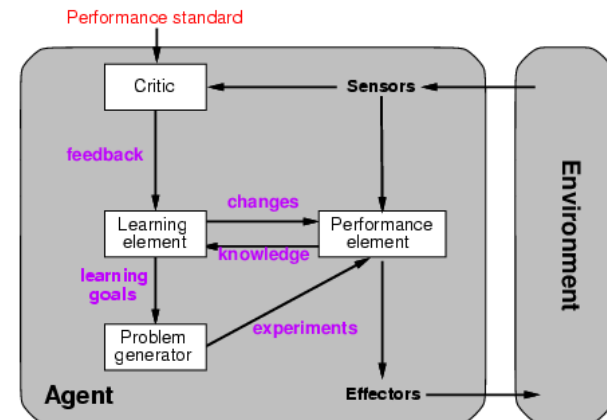 Performance standard
Critic
Sensors
feedback
changes
Learning
element
Performance
element
knowledge
learning
goals
Problem
generator
experiments
Agent
Effectors
Environment